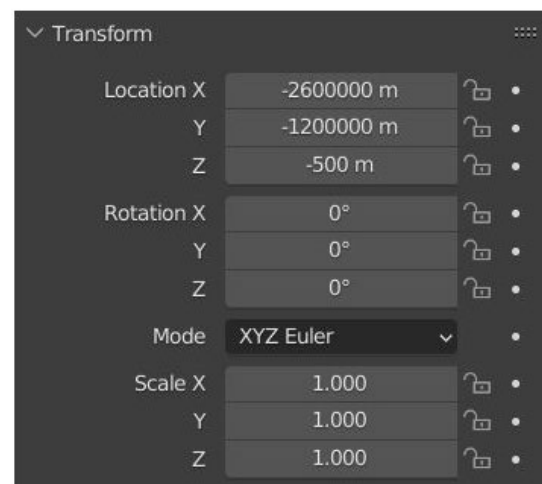 Transform
Location X -2600000 m
Y -1200000 m
Z -500 m
Rotation X 0°
Y 0°
Z 0°
Mode XYZ Euler
Scale X 1.000
Y 1.000
Z 1.000